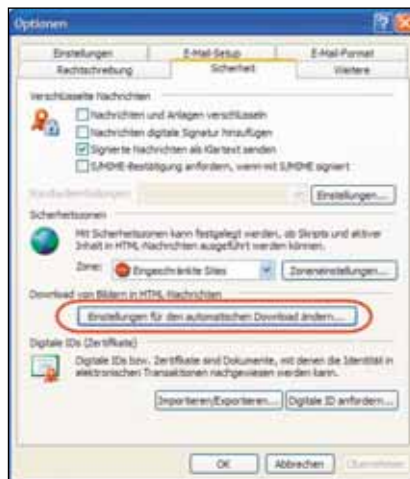 Optionen
Einstellungen
E-Mail-Setup
E-Mail-Format
Rechtschreibung
Sicherheit
Weitere
Verschlüsselte Nachrichten
Nachrichten und Anlagen verschlüsseln
Nachrichten digitale Signatur hinzufügen
Signierte Nachrichten als Klartext senden
S/MIME-Bestätigung anfordern, wenn mit S/MIME signiert
Einstellungen...
Sicherheitszonen
Mit Sicherheitszonen kann festgelegt werden, ob Skripts und aktiver
Inhalt in HTML-Nachrichten ausgeführt werden
können.
Zone:
Eingeschränkte Sites
Zoneneinstellungen...
Download von Bildern in HTML-Nachrichten
Einstellungen für den automatischen Download ändern...
Digitale IDs (Zertifikate)
Digitale IDs bzw. Zertifikate sind Dokumente, mit denen die Identität in
elektronischen Transaktionen nachgewiesen werden kann.
Importieren/Exportieren...
Digitale ID anfordern...
OK
Abbrechen
Übernehmen